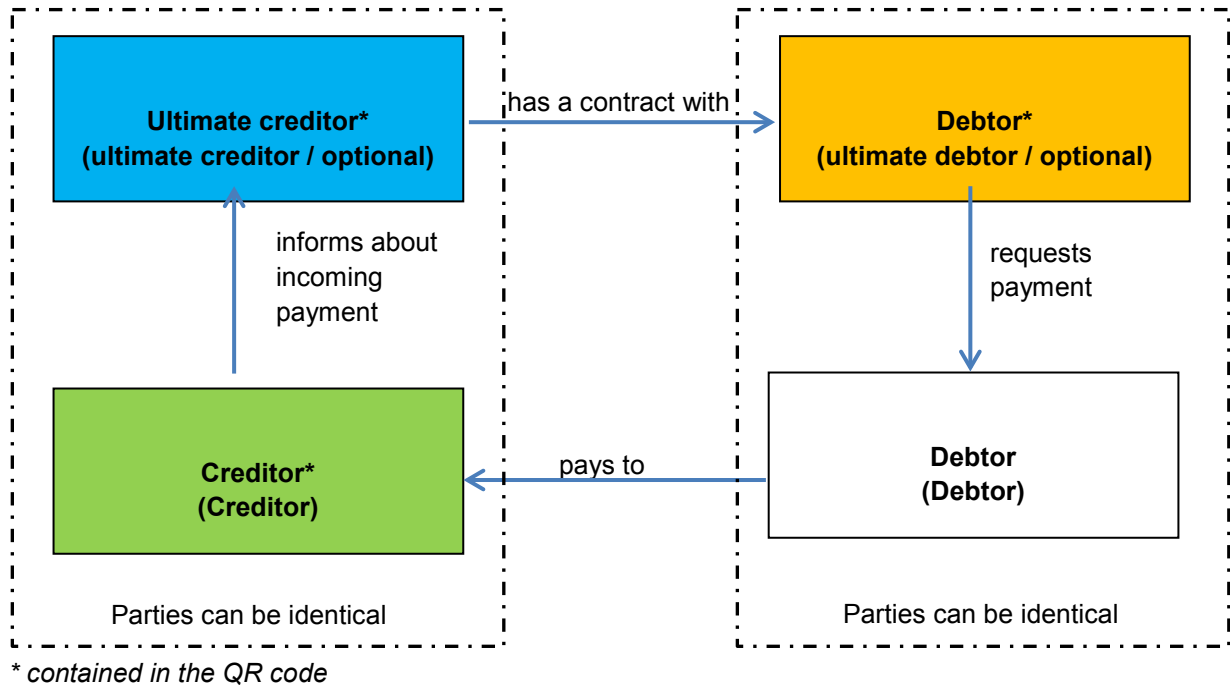 Ultimate creditor*
(ultimate creditor / optional)
has a contract with
Debtor*
(ultimate debtor / optional)
informs about
incoming
payment
requests
payment
Creditor*
(Creditor)
pays to
Debtor
(Debtor)
Parties can be identical
Parties can be identical
* contained in the QR code